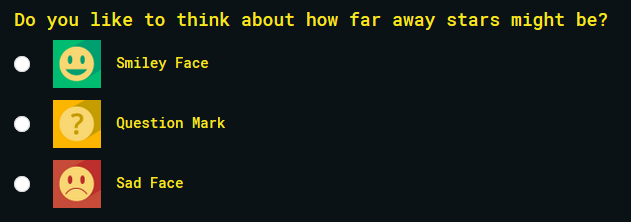 Do you like to think about how far away stars might be?
Smiley Face
? Question Mark
Sad Face